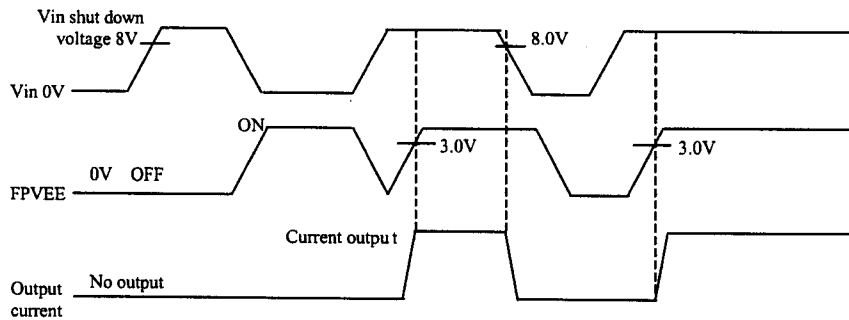 Vin shut down
voltage 8V
8.0V
Vin 0V
ON
3.0V
3.0V
0V OFF
FPVEE
Current output
No output
Output
current